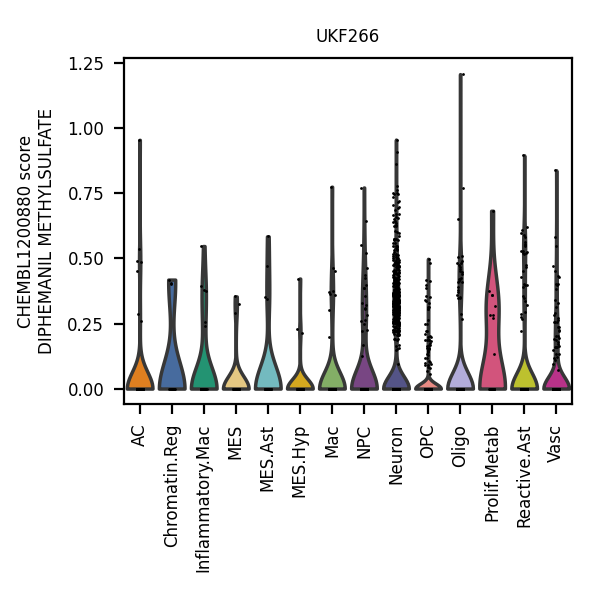 UKF266
CHEMBL1200880 score
DIPHEMANIL METHYLSULFATE
1.25
1.00
0.75
0.50
0.25
0.00
AC
Chromatin.Reg
Inflammatory.Mac
MES
MES.Ast
MES.Hyp
Mac
NPC
Neuron
OPC
Oligo
Prolif.Metab
Reactive.Ast
Vasc